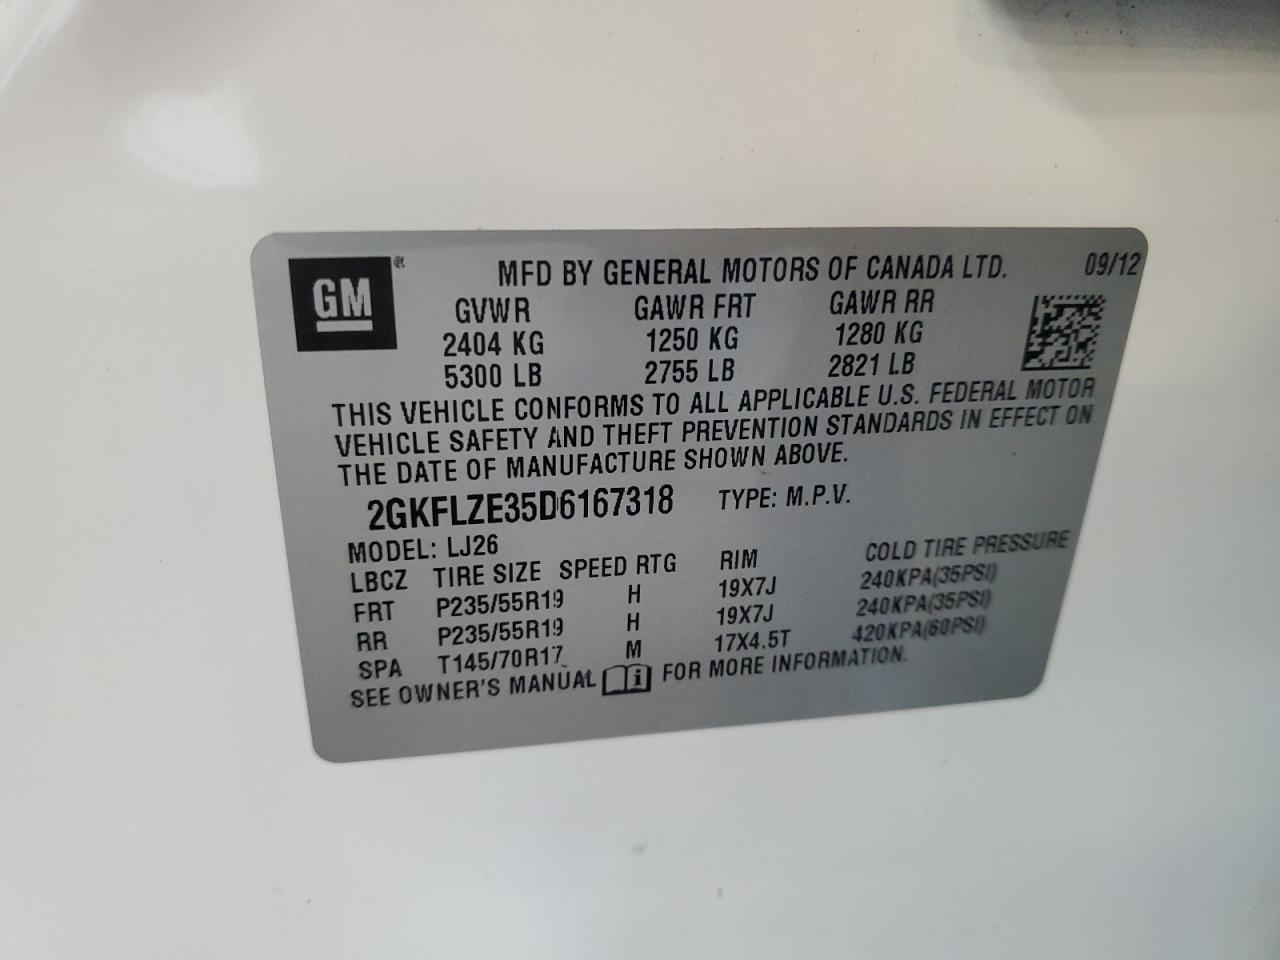 GM
MFD BY GENERAL MOTORS OF CANADA LTD. 09/12
GVWR GAWR FRT GAWR RR
2404 KG 1250 KG 1280 KG
5300 LB 2755 LB 2821 LB
THIS VEHICLE CONFORMS TO ALL APPLICABLE U.S. FEDERAL MOTOR
VEHICLE SAFETY AND THEFT PREVENTION STANDARDS IN EFFECT ON
THE DATE OF MANUFACTURE SHOWN ABOVE.
2GKFLZE35D6167318 TYPE: M.P.V.
MODEL: LJ26
LBCZ TIRE SIZE SPEED RTG RIM COLD TIRE PRESSURE
FRT P235/55R19 H 19X7J 240KPA(35PSI)
RR P235/55R19 H 19X7J 240KPA(35PSI)
SPA T145/70R17 M 17X4.5T 420KPA(60PSI)
SEE OWNER'S MANUAL i FOR MORE INFORMATION.